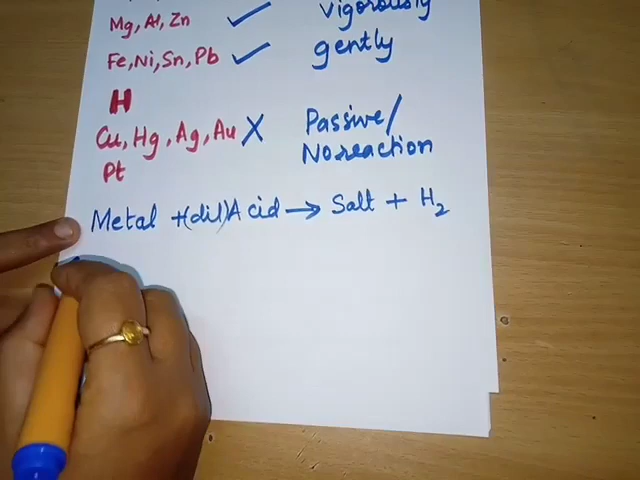 Mg, Al, Zn ✓ vigorously
Fe, Ni, Sn, Pb ✓ gently
H
Cu, Hg, Ag, Au X Passive/
Pt No reaction
Metal + (dil) Acid → Salt + H₂